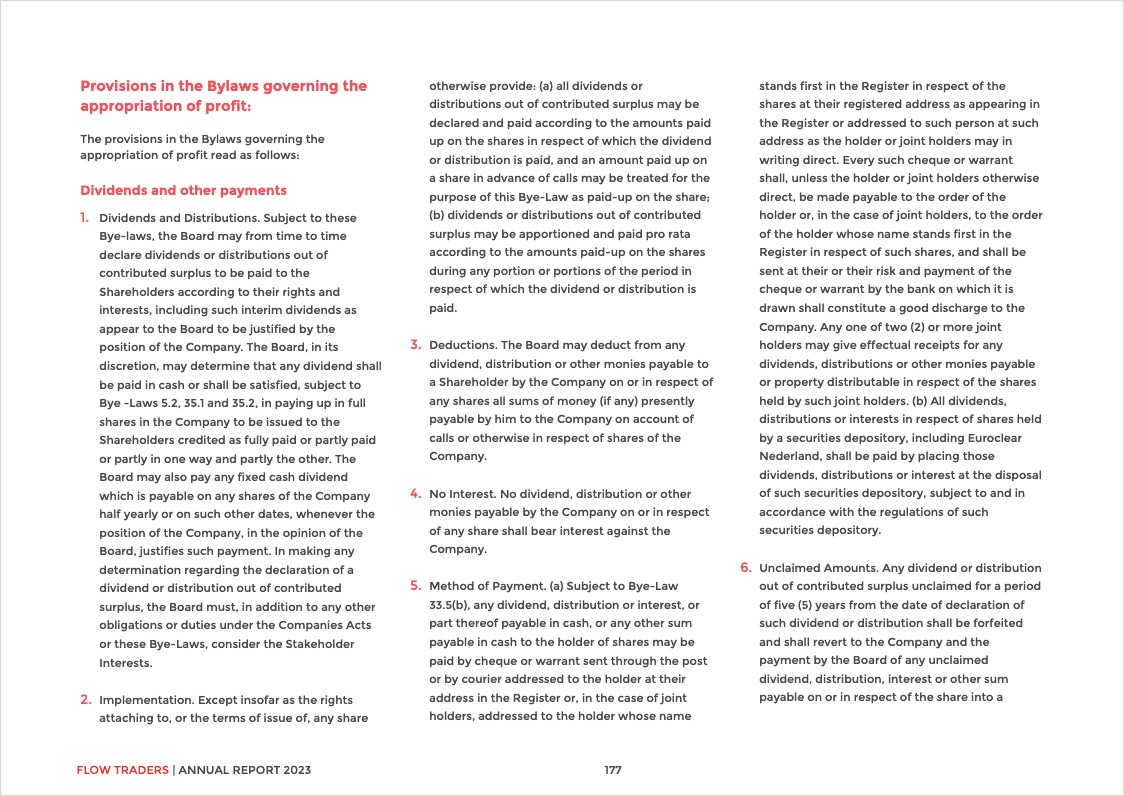 Provisions in the Bylaws governing the
appropriation of profit:
The provisions in the Bylaws governing the
appropriation of profit read as follows:
Dividends and other payments
1. Dividends and Distributions. Subject to these
Bye-laws, the Board may from time to time
declare dividends or distributions out of
contributed surplus to be paid to the
Shareholders according to their rights and
interests, including such interim dividends as
appear to the Board to be justified by the
position of the Company. The Board, in its
discretion, may determine that any dividend shall
be paid in cash or shall be satisfied, subject to
Bye -Laws 5.2, 35.1 and 35.2, in paying up in full
shares in the Company to be issued to the
Shareholders credited as fully paid or partly paid
or partly in one way and partly the other. The
Board may also pay any fixed cash dividend
which is payable on any shares of the Company
half yearly or on such other dates, whenever the
position of the Company, in the opinion of the
Board, justifies such payment. In making any
determination regarding the declaration of a
dividend or distribution out of contributed
surplus, the Board must, in addition to any other
obligations or duties under the Companies Acts
or these Bye-Laws, consider the Stakeholder
Interests.
2. Implementation. Except insofar as the rights
attaching to, or the terms of issue of, any share
otherwise provide: (a) all dividends or
distributions out of contributed surplus may be
declared and paid according to the amounts paid
up on the shares in respect of which the dividend
or distribution is paid, and an amount paid up on
a share in advance of calls may be treated for the
purpose of this Bye-Law as paid-up on the share;
(b) dividends or distributions out of contributed
surplus may be apportioned and paid pro rata
according to the amounts paid-up on the shares
during any portion or portions of the period in
respect of which the dividend or distribution is
paid.
3. Deductions. The Board may deduct from any
dividend, distribution or other monies payable to
a Shareholder by the Company on or in respect of
any shares all sums of money (if any) presently
payable by him to the Company on account of
calls or otherwise in respect of shares of the
Company.
4. No Interest. No dividend, distribution or other
monies payable by the Company on or in respect
of any share shall bear interest against the
Company.
5. Method of Payment. (a) Subject to Bye-Law
33.5(b), any dividend, distribution or interest, or
part thereof payable in cash, or any other sum
payable in cash to the holder of shares may be
paid by cheque or warrant sent through the post
or by courier addressed to the holder at their
address in the Register or, in the case of joint
holders, addressed to the holder whose name
stands first in the Register in respect of the
shares at their registered address as appearing in
the Register or addressed to such person at such
address as the holder or joint holders may in
writing direct. Every such cheque or warrant
shall, unless the holder or joint holders otherwise
direct, be made payable to the order of the
holder or, in the case of joint holders, to the order
of the holder whose name stands first in the
Register in respect of such shares, and shall be
sent at their or their risk and payment of the
cheque or warrant by the bank on which it is
drawn shall constitute a good discharge to the
Company. Any one of two (2) or more joint
holders may give effectual receipts for any
dividends, distributions or other monies payable
or property distributable in respect of the shares
held by such joint holders. (b) All dividends,
distributions or interests in respect of shares held
by a securities depository, including Euroclear
Nederland, shall be paid by placing those
dividends, distributions or interest at the disposal
of such securities depository, subject to and in
accordance with the regulations of such
securities depository.
6. Unclaimed Amounts. Any dividend or distribution
out of contributed surplus unclaimed for a period
of five (5) years from the date of declaration of
such dividend or distribution shall be forfeited
and shall revert to the Company and the
payment by the Board of any unclaimed
dividend, distribution, interest or other sum
payable on or in respect of the share into a
FLOW TRADERS | ANNUAL REPORT 2023
177